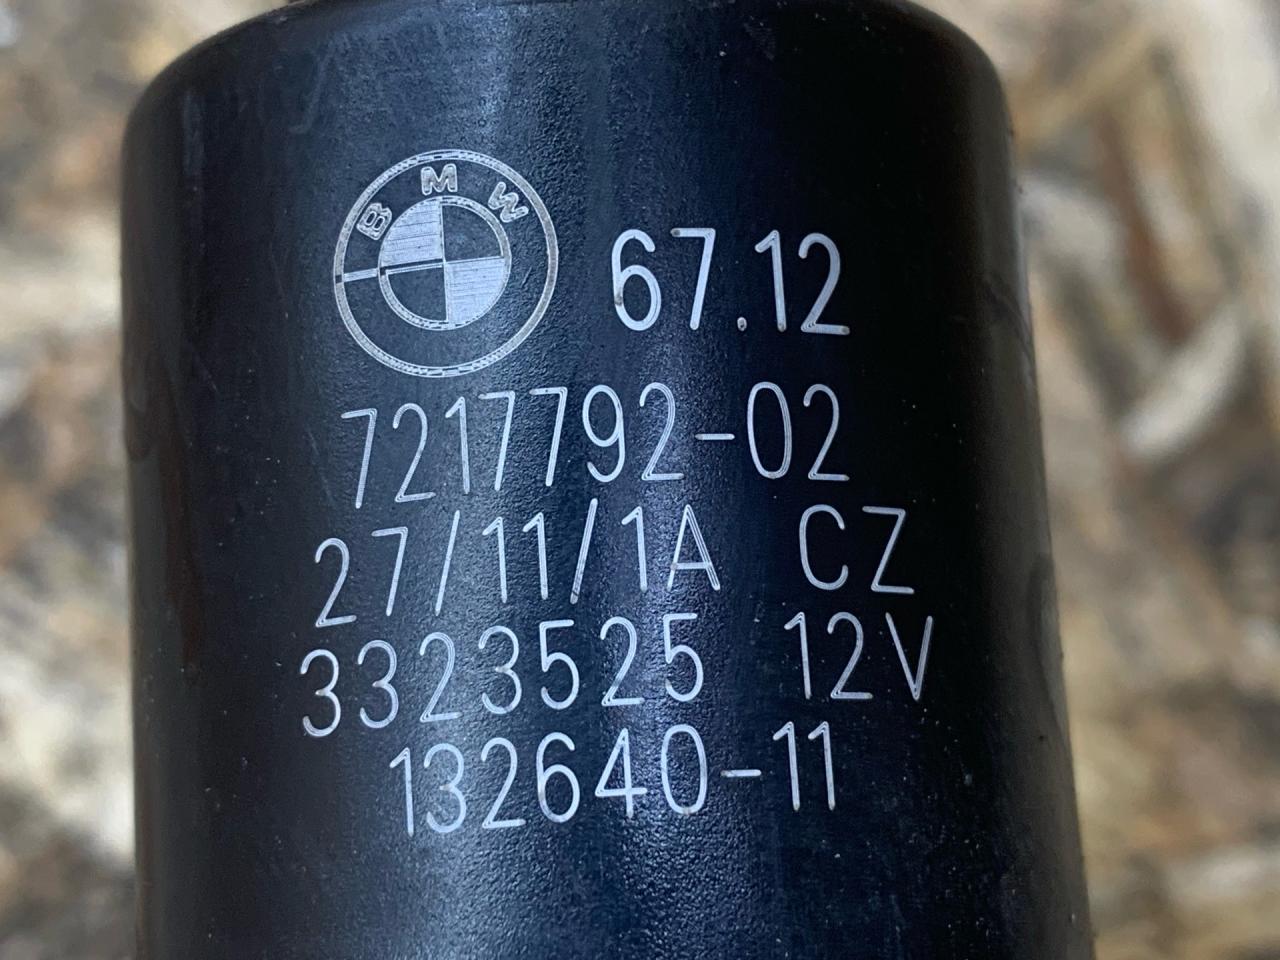 BMW 67.12
7217792-02
27/11/1A CZ
3323525 12V
132640-11